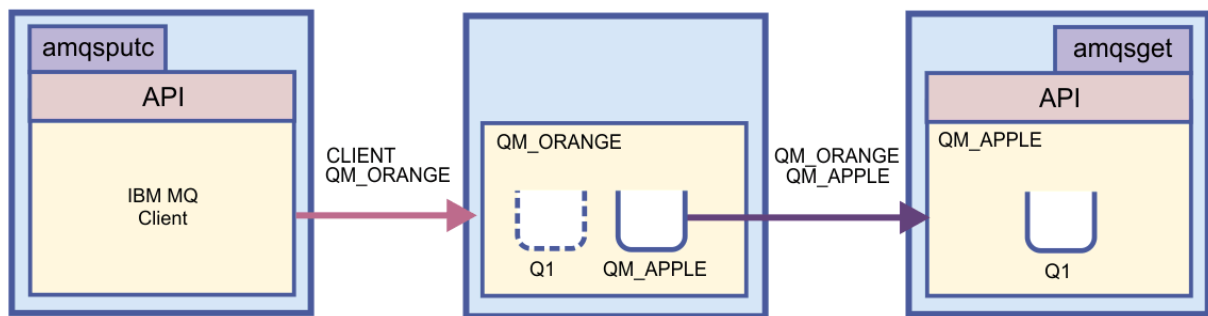 amqsputc
API
IBM MQ
Client
CLIENT
QM_ORANGE
QM_ORANGE
Q1
QM_APPLE
QM_ORANGE
QM_APPLE
amqsget
API
QM_APPLE
Q1